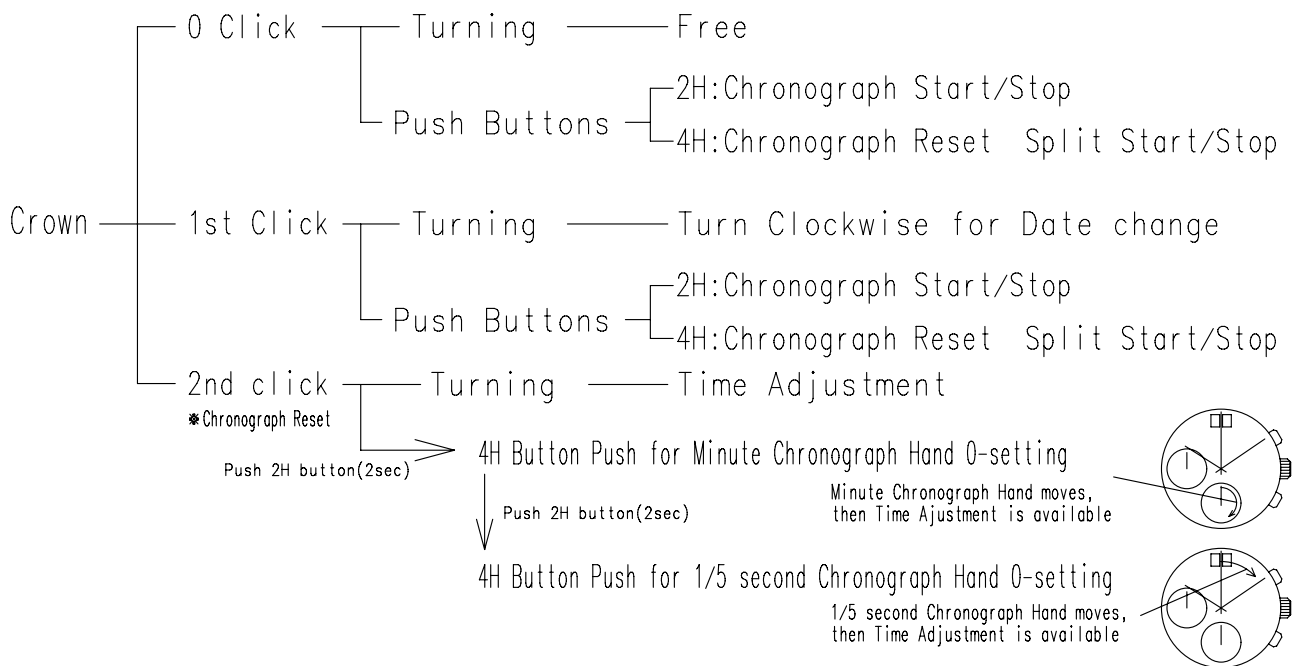 0 Click Turning Free
2H:Chronograph Start/Stop
Push Buttons
4H:Chronograph Reset Split Start/Stop
Crown 1st Click Turning Turn Clockwise for Date change
2H:Chronograph Start/Stop
Push Buttons
4H:Chronograph Reset Split Start/Stop
2nd click Turning Time Adjustment
※Chronograph Reset
4H Button Push for Minute Chronograph Hand 0-setting
Push 2H button(2sec)
Minute Chronograph Hand moves,
then Time Ajustment is available
Push 2H button(2sec)
4H Button Push for 1/5 second Chronograph Hand 0-setting
1/5 second Chronograph Hand moves,
then Time Adjustment is available